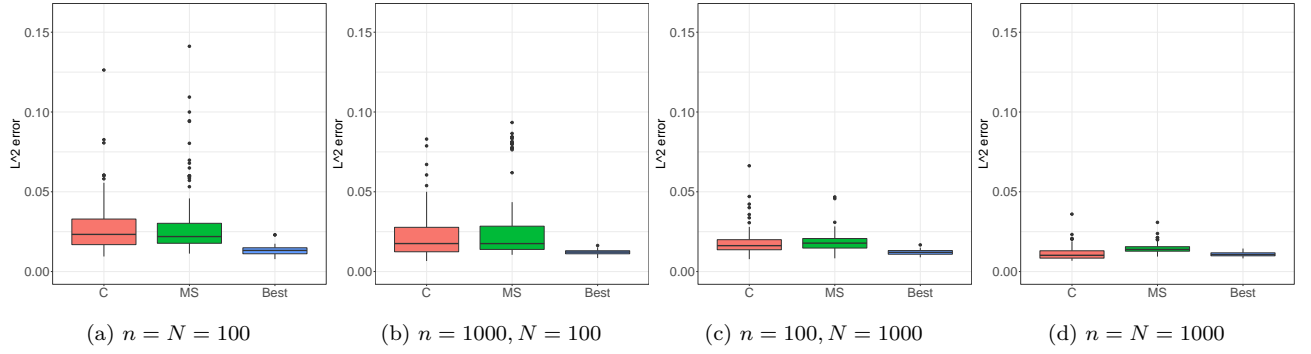 0.15
0.10
0.05
0.00
L^2 error
C MS Best
(a) n = N = 100
0.15
0.10
0.05
0.00
L^2 error
C MS Best
(b) n = 1000, N = 100
0.15
0.10
0.05
0.00
L^2 error
C MS Best
(c) n = 100, N = 1000
0.15
0.10
0.05
0.00
L^2 error
C MS Best
(d) n = N = 1000